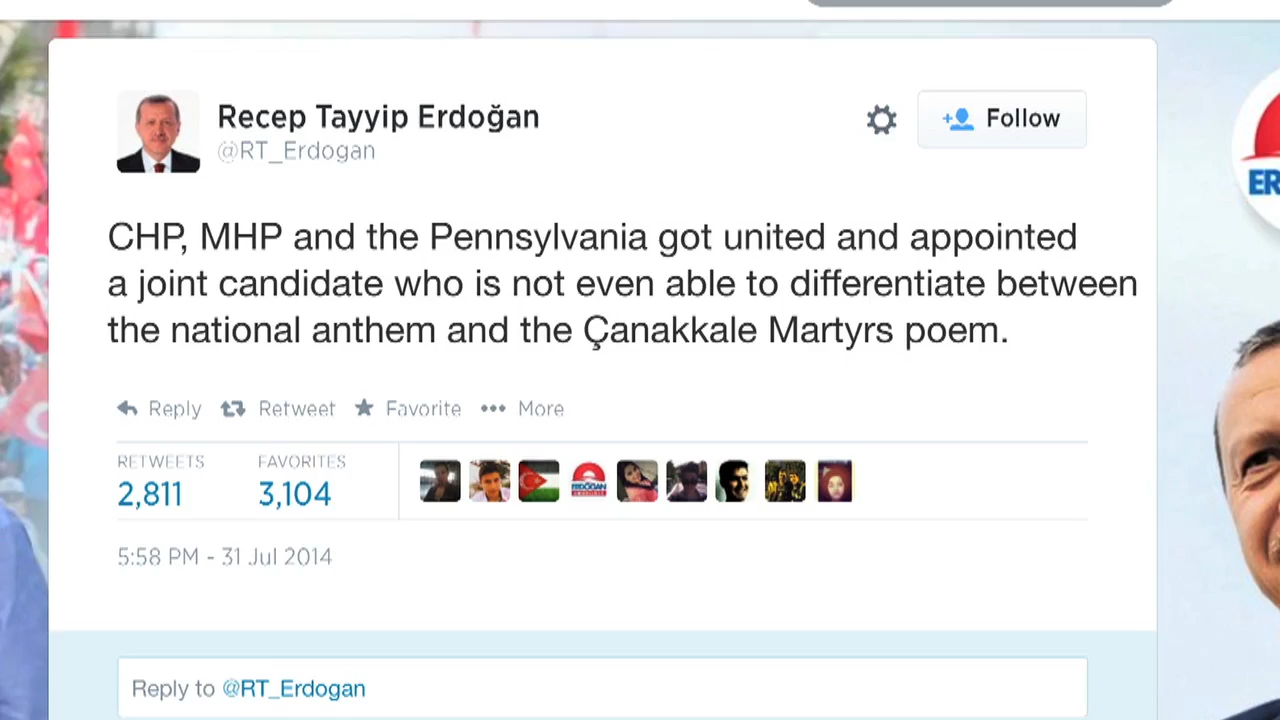 Recep Tayyip Erdoğan
@RT_Erdogan
Follow
CHP, MHP and the Pennsylvania got united and appointed
a joint candidate who is not even able to differentiate between
the national anthem and the Çanakkale Martyrs poem.
Reply Retweet Favorite More
RETWEETS FAVORITES
2,811 3,104
ERDOĞAN
5:58 PM - 31 Jul 2014
Reply to @RT_Erdogan